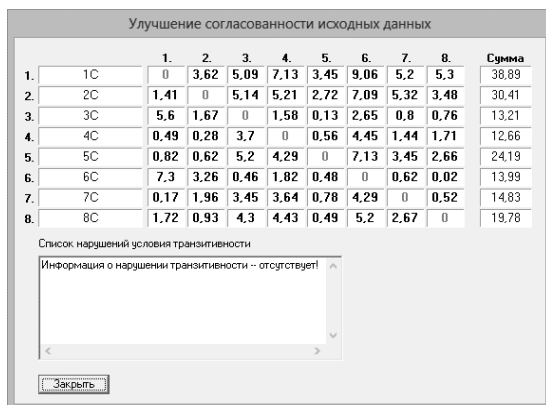 Улучшение согласованности исходных данных
1. 2. 3. 4. 5. 6. 7. 8. Сумма
1. 1C 0 3,62 5,09 7,13 3,45 9,06 5,2 5,3 38,89
2. 2C 1,41 0 5,14 5,21 2,72 7,09 5,32 3,48 30,41
3. 3C 5,6 1,67 0 1,58 0,13 2,65 0,8 0,76 13,21
4. 4C 0,49 0,28 3,7 0 0,56 4,45 1,44 1,71 12,66
5. 5C 0,82 0,62 5,2 4,29 0 7,13 3,45 2,66 24,19
6. 6C 7,3 3,26 0,46 1,82 0,48 0 0,62 0,02 13,99
7. 7C 0,17 1,96 3,45 3,64 0,78 4,29 0 0,52 14,83
8. 8C 1,72 0,93 4,3 4,43 0,49 5,2 2,67 0 19,78
Список нарушений условия транзитивности
Информация о нарушении транзитивности -- отсутствует!
Закрыть